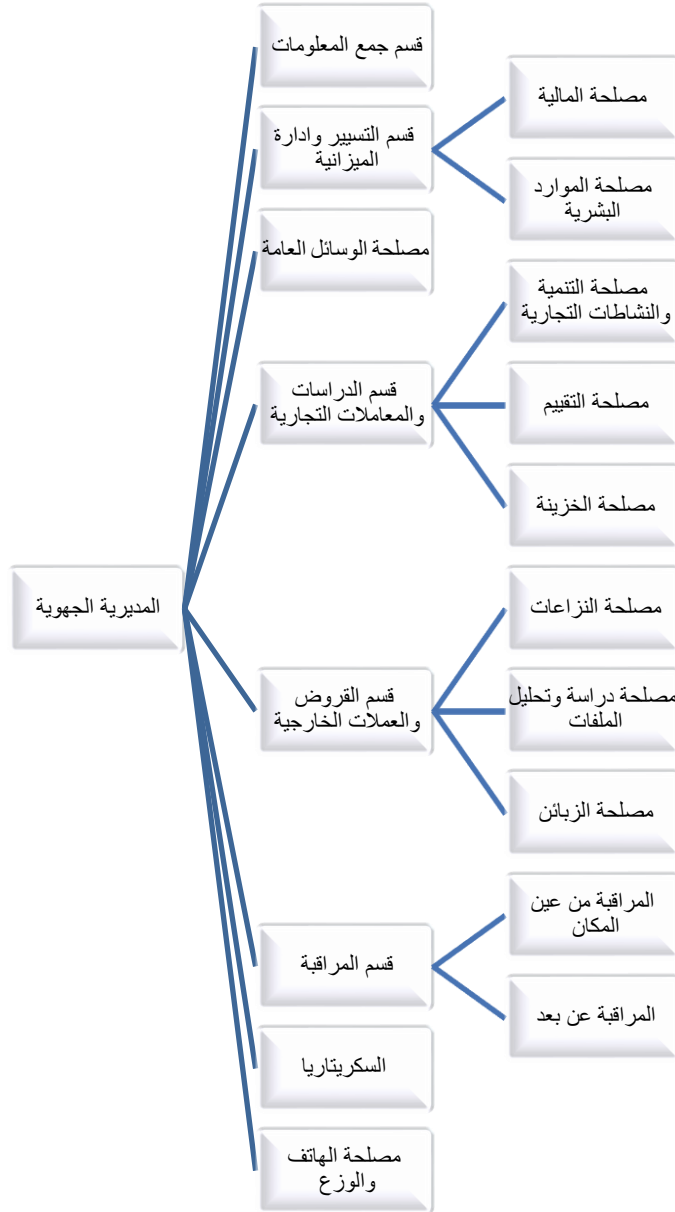 المديرية الجهوية
قسم جمع المعلومات
قسم التسيير وادارة
الميزانية
مصلحة المالية
مصلحة الموارد
البشرية
مصلحة الوسائل العامة
قسم الدراسات
والمعاملات التجارية
مصلحة التنمية
والنشاطات التجارية
مصلحة التقييم
مصلحة الخزينة
قسم القروض
والعملات الخارجية
مصلحة النزاعات
مصلحة دراسة وتحليل
الملفات
مصلحة الزبائن
قسم المراقبة
المراقبة من عين
المكان
المراقبة عن بعد
السكريتاريا
مصلحة الهاتف
والوزع